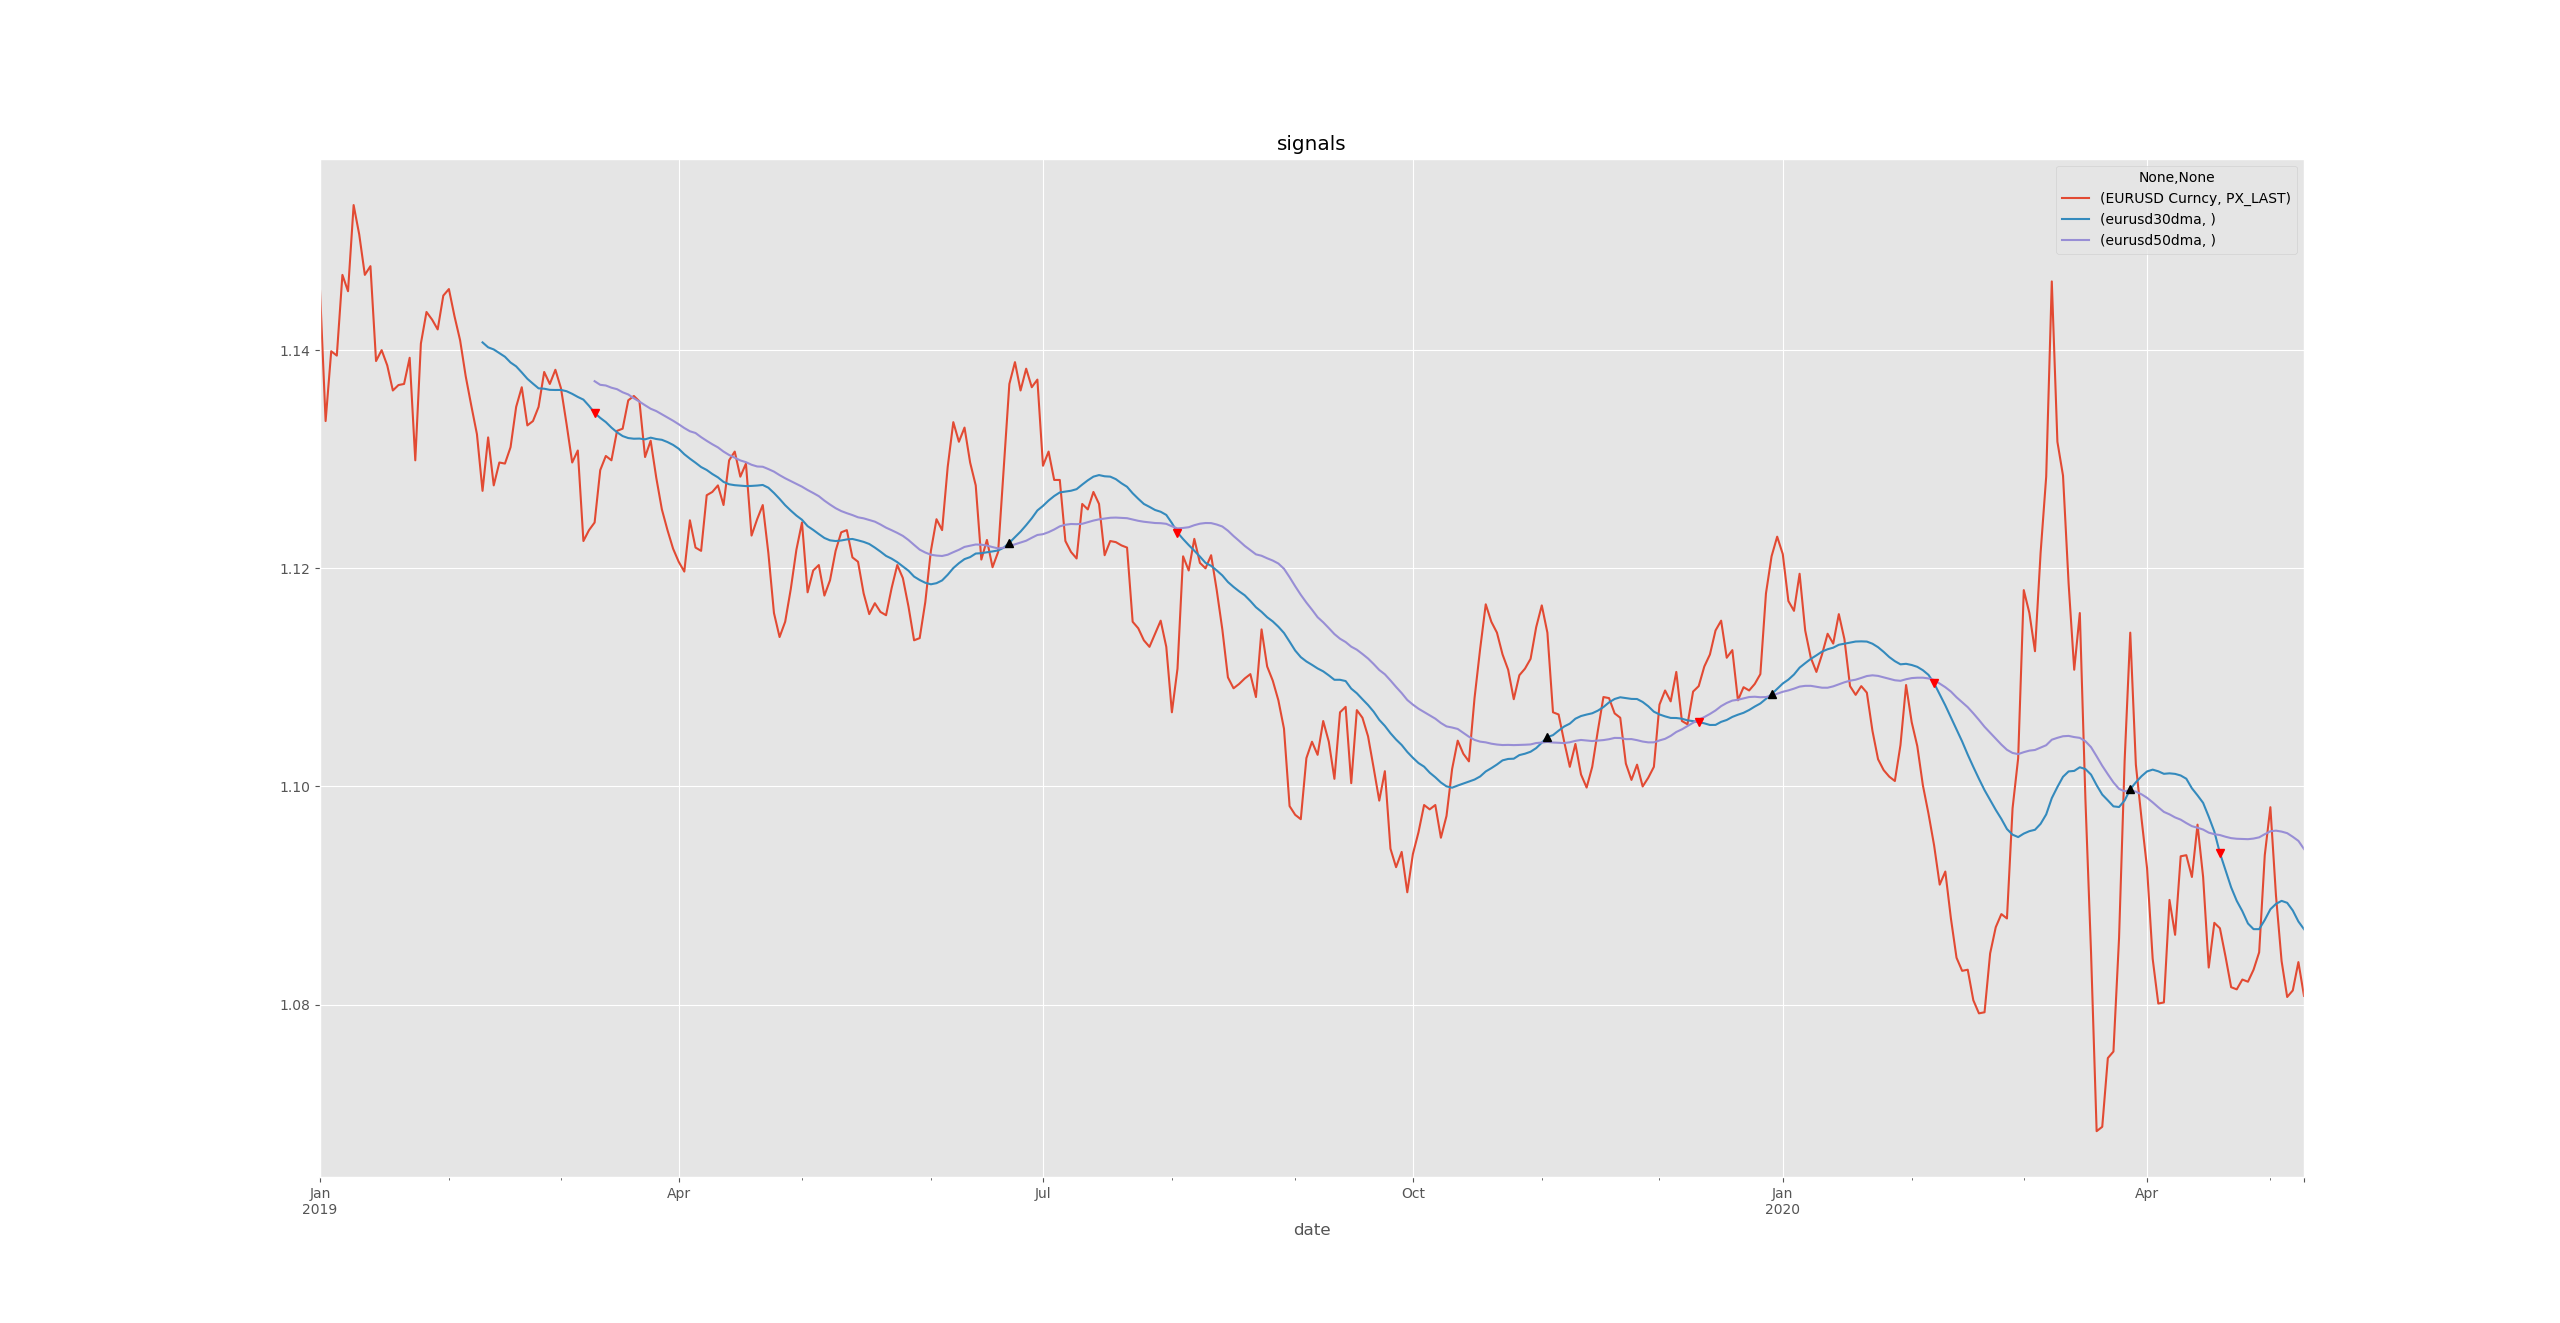 signals
None,None
(EURUSD Curncy, PX_LAST)
(eurusd30dma, )
(eurusd50dma, )
1.14
1.12
1.10
1.08
Jan Apr Jul Oct Jan Apr
2019 2020
date